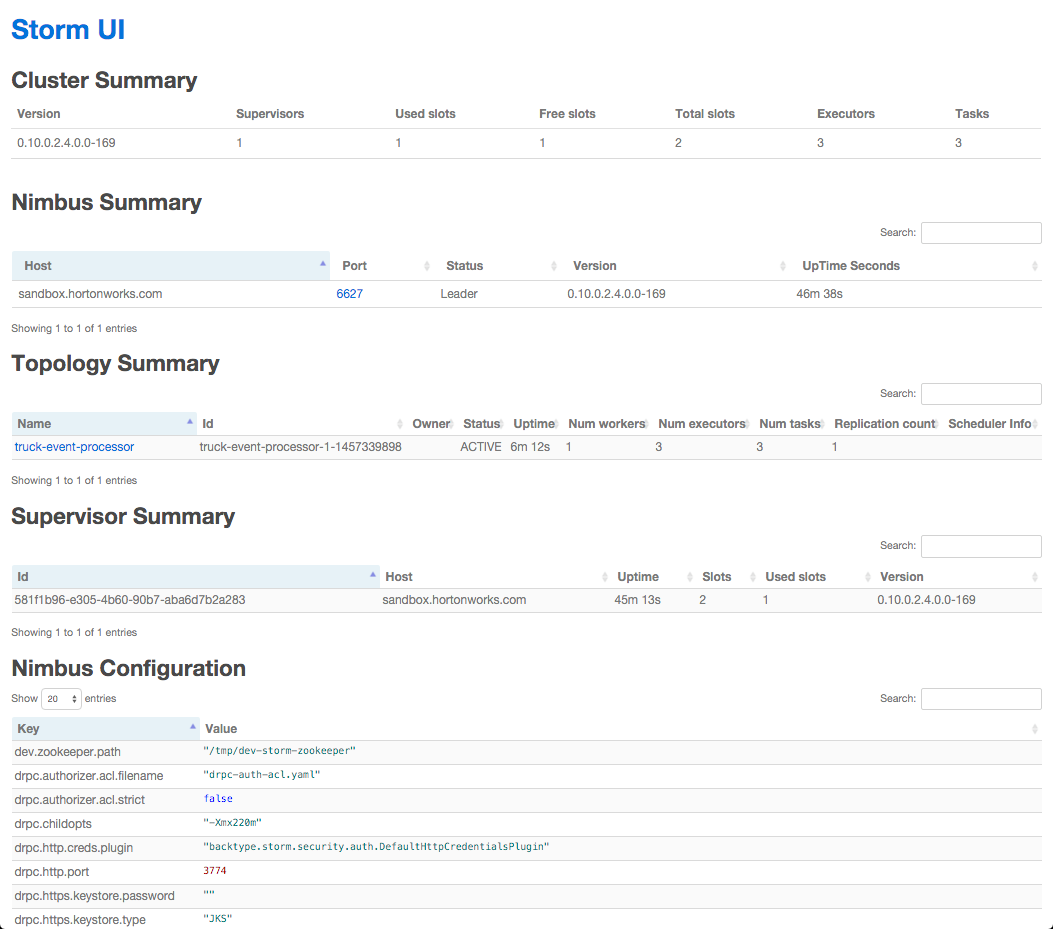 Storm UI
Cluster Summary
Version Supervisors Used slots Free slots Total slots Executors Tasks
0.10.0.2.4.0.0-169 1 1 1 2 3 3
Nimbus Summary
Search:
Host Port Status Version UpTime Seconds
sandbox.hortonworks.com 6627 Leader 0.10.0.2.4.0.0-169 46m 38s
Showing 1 to 1 of 1 entries
Topology Summary
Search:
Name Id Owner Status Uptime Num workers Num executors Num tasks Replication count Scheduler Info
truck-event-processor truck-event-processor-1-1457339898 ACTIVE 6m 12s 1 3 3 1
Showing 1 to 1 of 1 entries
Supervisor Summary
Search:
Id Host Uptime Slots Used slots Version
581f1b96-e305-4b60-90b7-aba6d7b2a283 sandbox.hortonworks.com 45m 13s 2 1 0.10.0.2.4.0.0-169
Showing 1 to 1 of 1 entries
Nimbus Configuration
Show 20 entries Search:
Key Value
dev.zookeeper.path "/tmp/dev-storm-zookeeper"
drpc.authorizer.acl.filename "drpc-auth-acl.yaml"
drpc.authorizer.acl.strict false
drpc.childopts "-Xmx220m"
drpc.http.creds.plugin "backtype.storm.security.auth.DefaultHttpCredentialsPlugin"
drpc.http.port 3774
drpc.https.keystore.password ""
drpc.https.keystore.type "JKS"